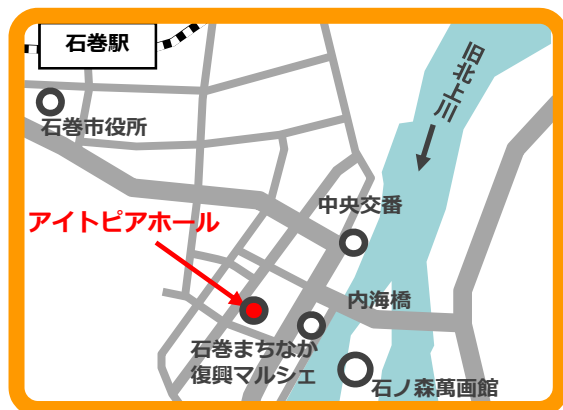 石巻駅
旧北上川
石巻市役所
中央交番
アイトピアホール
内海橋
石巻まちなか
復興マルシェ
石ノ森萬画館